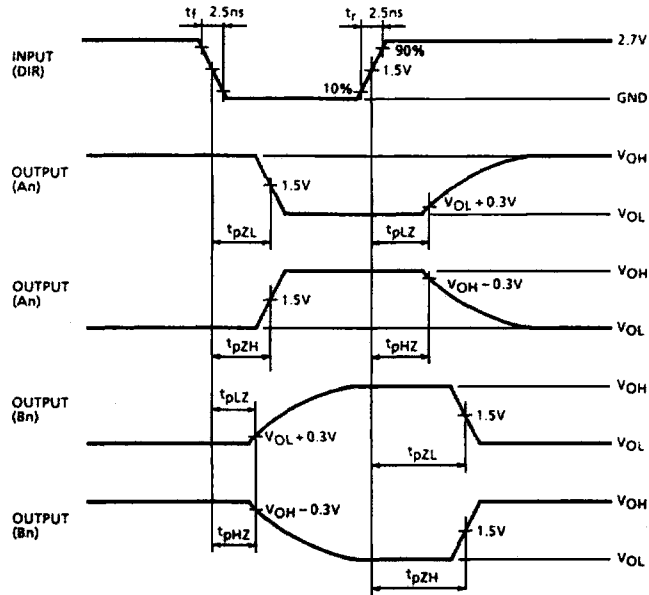 tf 2.5ns tr 2.5ns
INPUT
(DIR)
2.7V
90%
1.5V
10%
GND
OUTPUT
(An)
VOH
1.5V
VOL+0.3V
VOL
tpZL tpLZ
OUTPUT
(An)
VOH
VOH-0.3V
1.5V
VOL
tpZH tpHZ
OUTPUT
(Bn)
tpLZ
VOH
1.5V
VOL+0.3V
VOL
tpZL
OUTPUT
(Bn)
VOH
VOH-0.3V
1.5V
tpHZ
VOL
tpZH